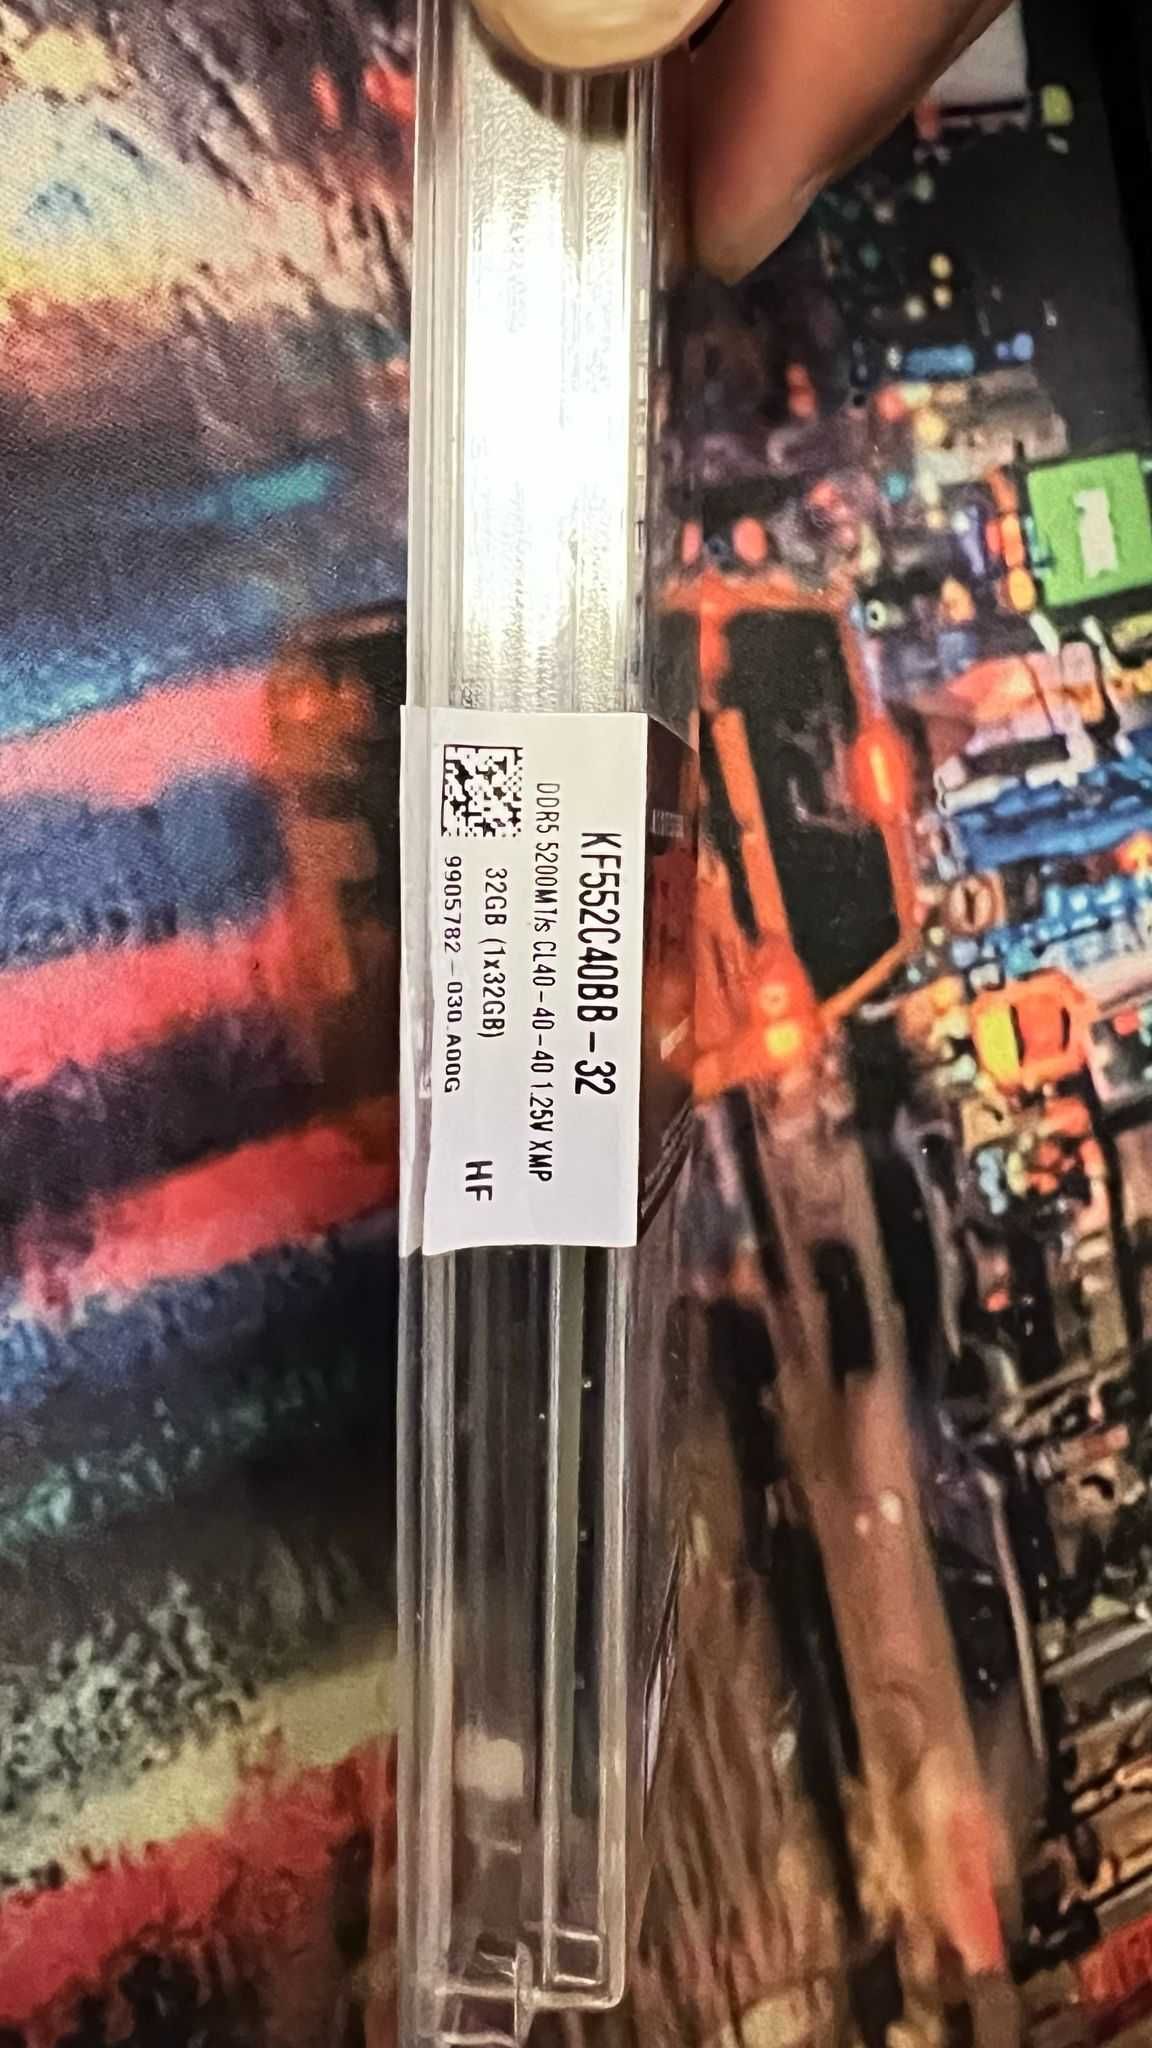 KF552C40BB-32
DDR5 5200MT/s CL40-40-40 1.25V XMP
32GB (1x32GB)
HF
9905782-030.A00G